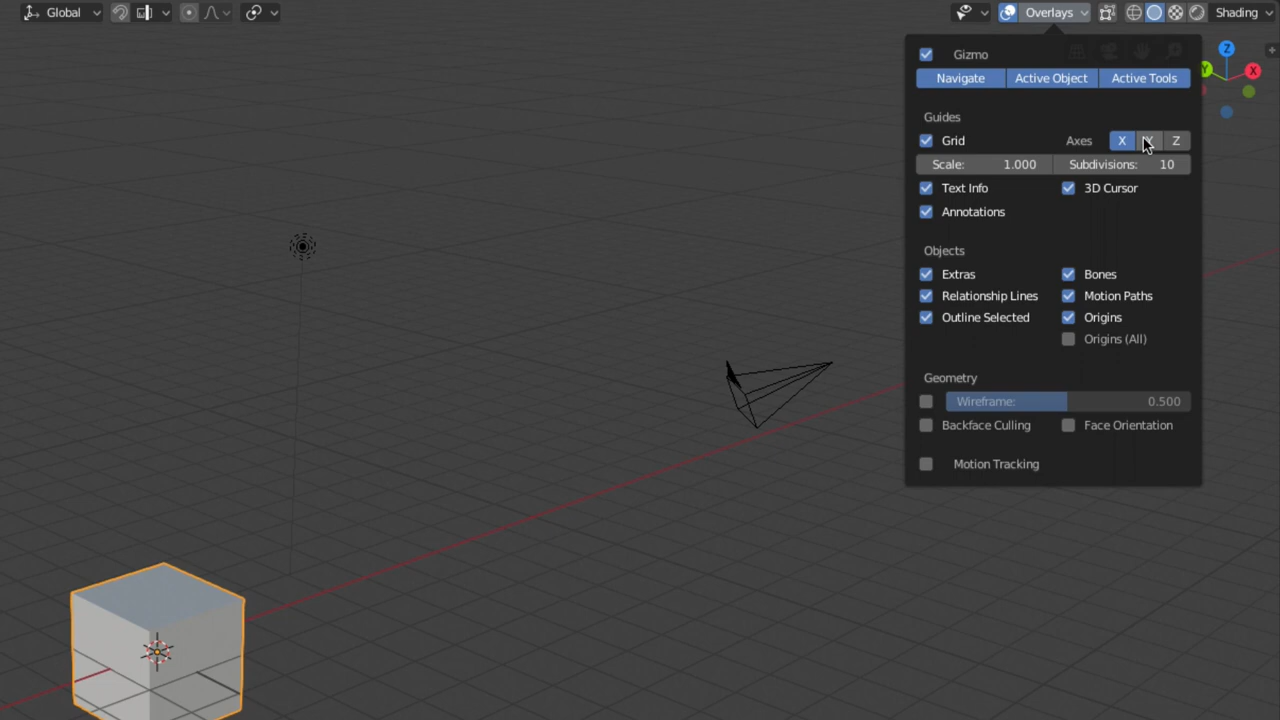 Global Overlays Shading
Gizmo
Navigate Active Object Active Tools
Z
Y X
Guides
Grid Axes X Y Z
Scale: 1.000 Subdivisions: 10
Text Info 3D Cursor
Annotations
Objects
Extras Bones
Relationship Lines Motion Paths
Outline Selected Origins
Origins (All)
Geometry
Wireframe: 0.500
Backface Culling Face Orientation
Motion Tracking